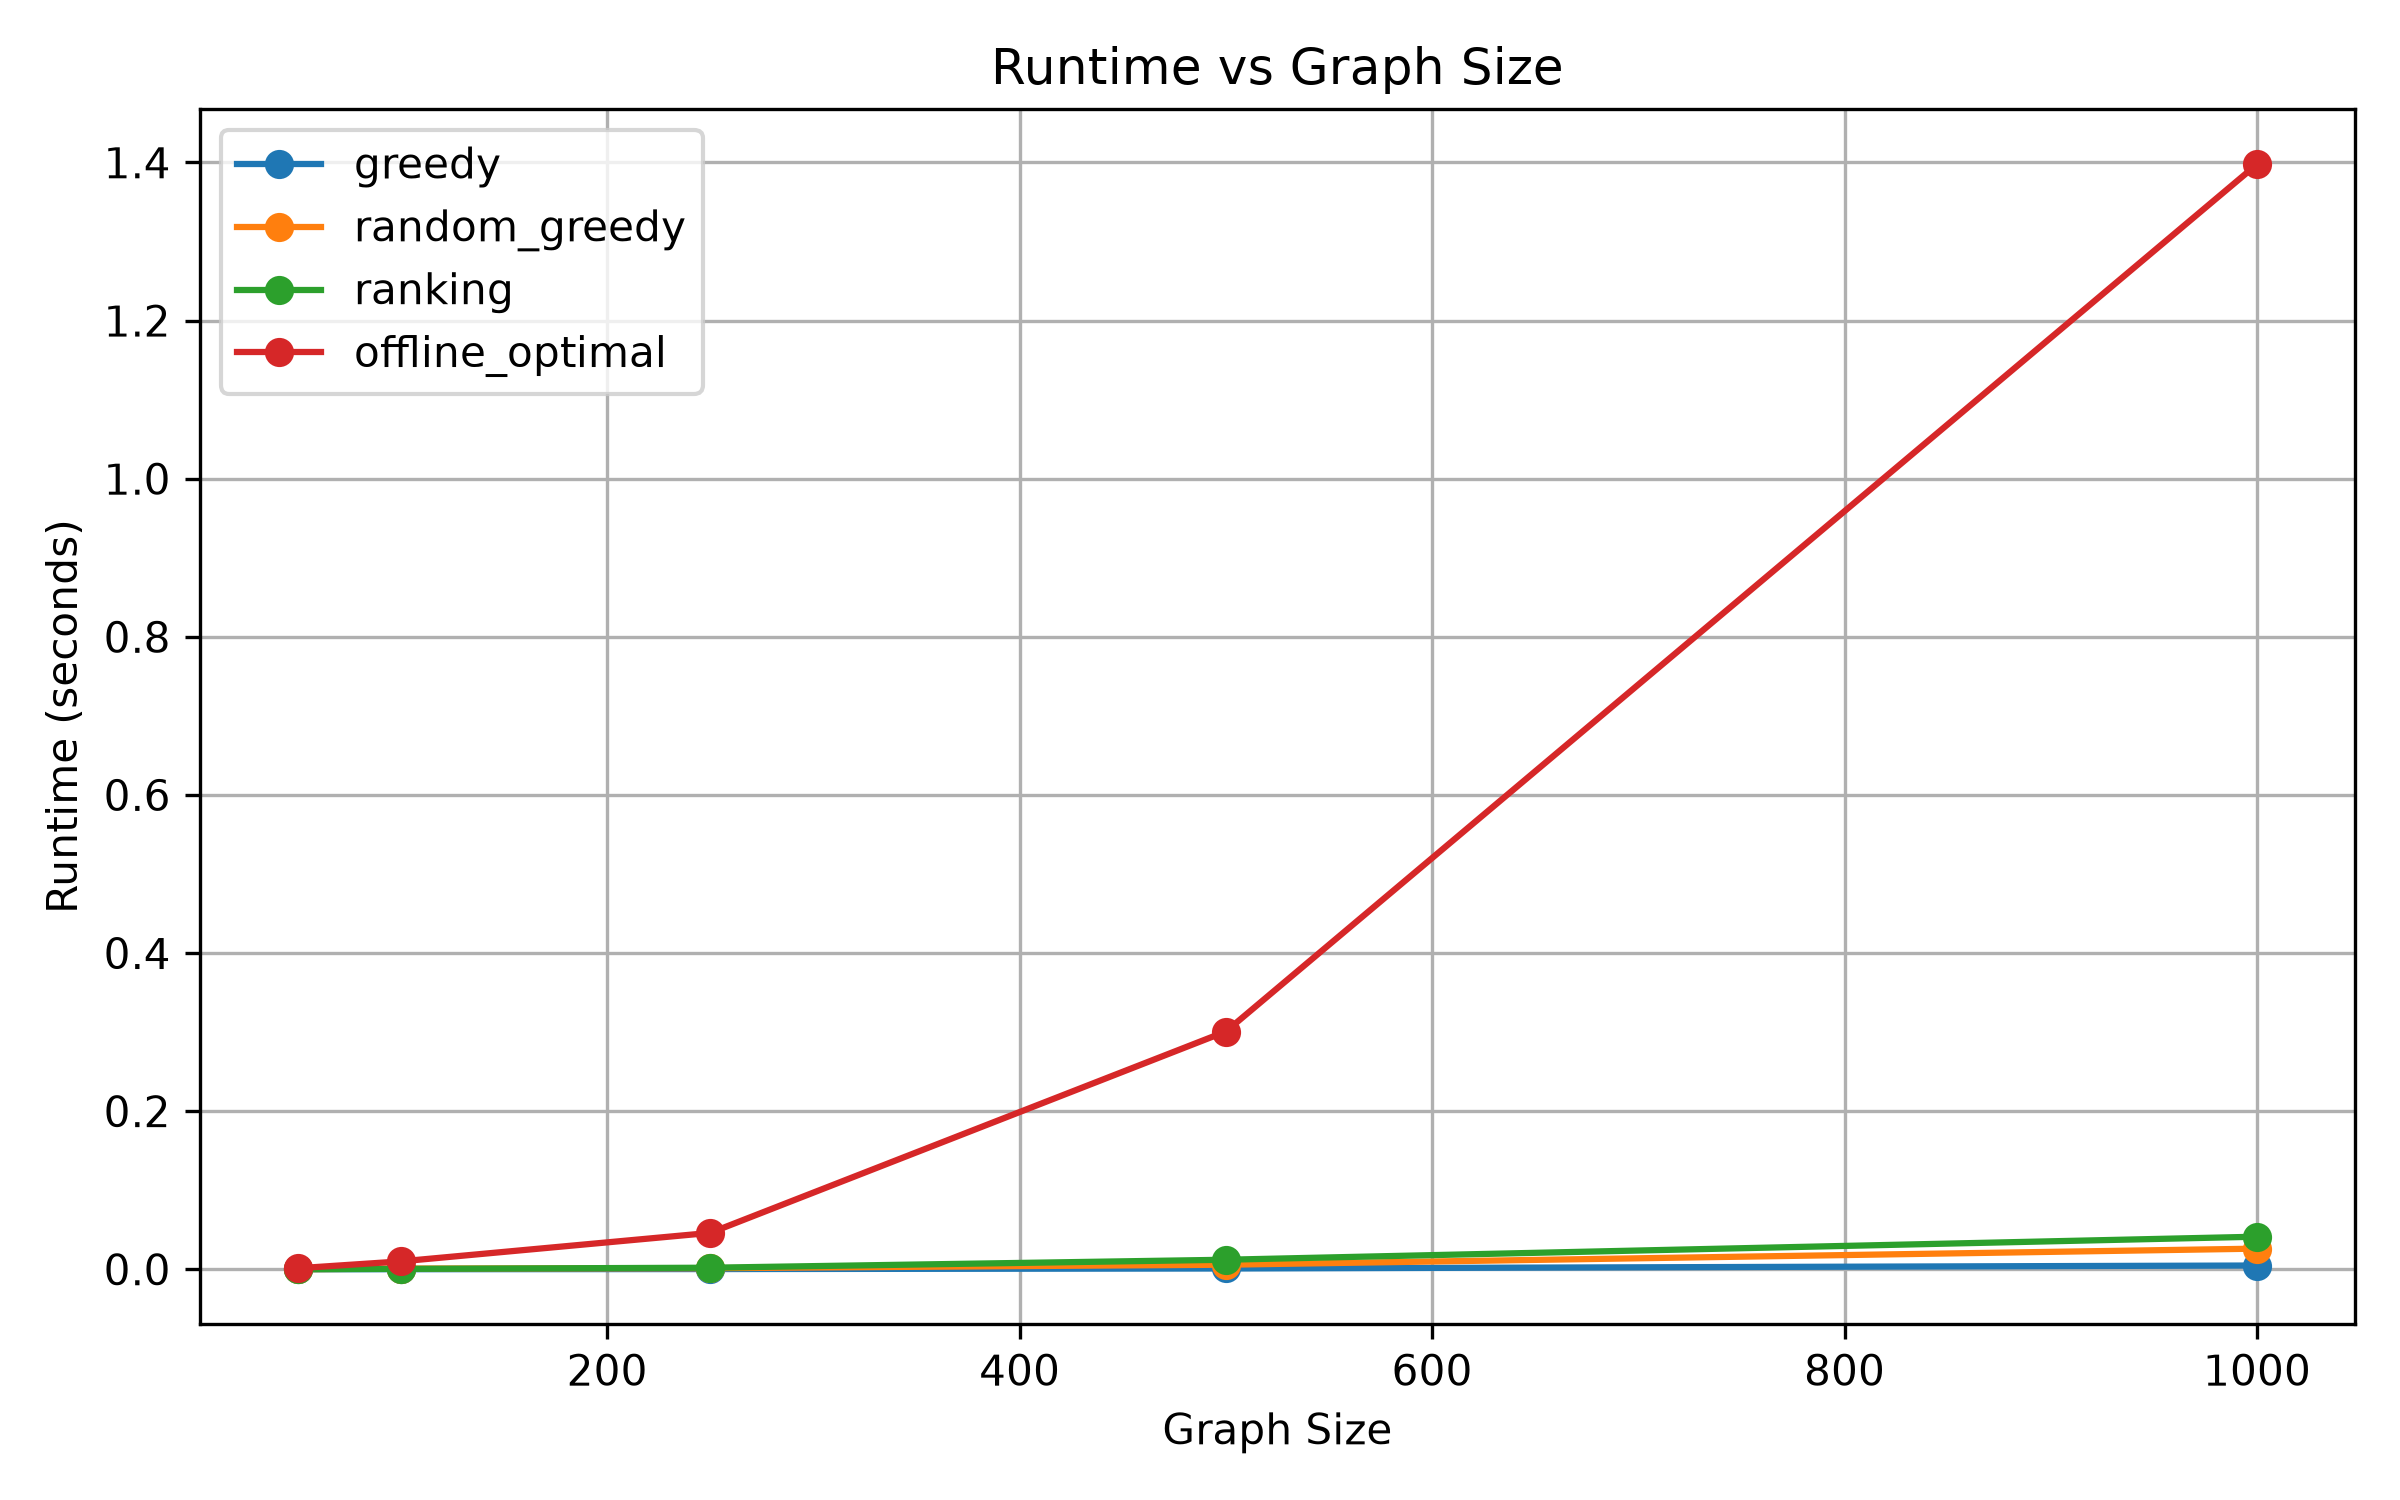 Runtime vs Graph Size
greedy
random_greedy
ranking
offline_optimal
1.4
1.2
1.0
0.8
0.6
0.4
0.2
0.0
Runtime (seconds)
200 400 600 800 1000
Graph Size